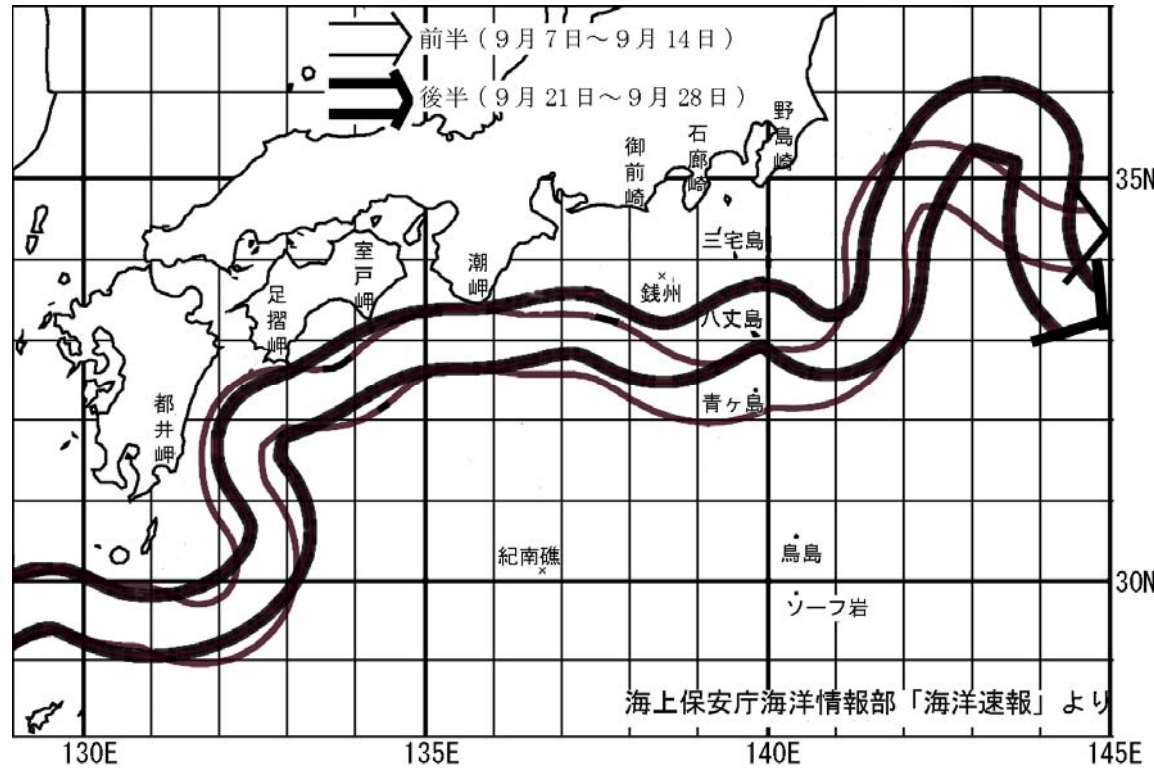 前半(9月7日～9月14日)
後半(9月21日～9月28日)
野島崎
石廊崎
御前崎
35N
三宅島
室戸岬
潮岬
銭州
足摺岬
八丈島
青ヶ島
都井岬
紀南礁
鳥島
30N
ソーフ岩
海上保安庁海洋情報部「海洋速報」より
130E
135E
140E
145E